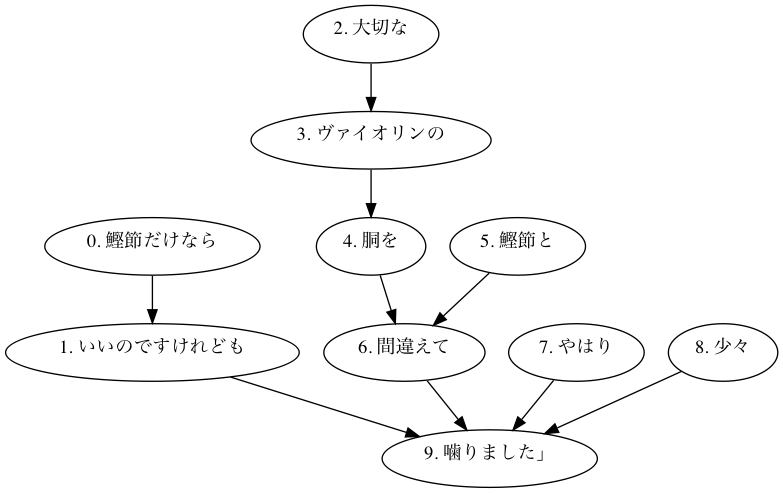 2. 大切な
3. ヴァイオリンの
0. 鰹節だけなら
4. 胴を
5. 鰹節と
1. いいのですけれども
6. 間違えて
7. やはり
8. 少々
9. 噛りました」